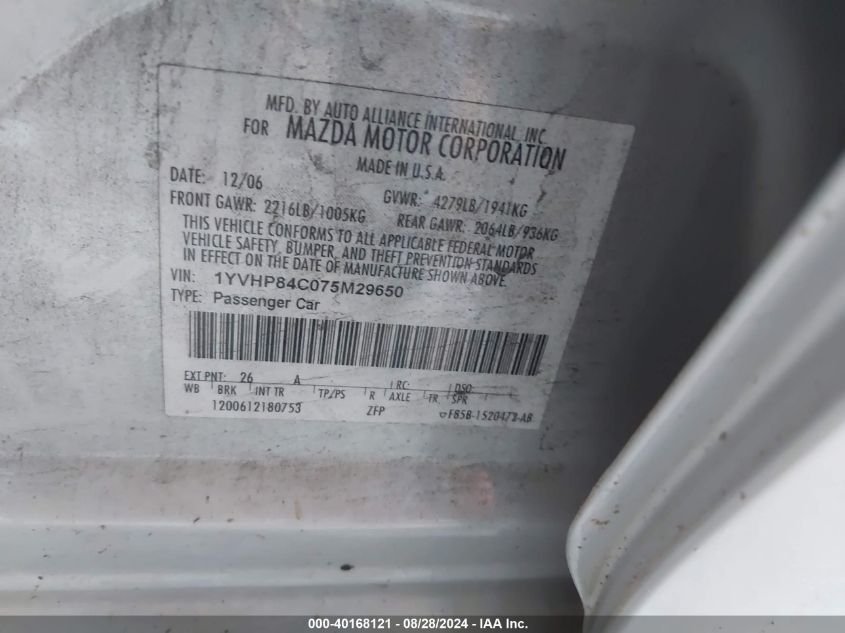 MFD. BY AUTO ALLIANCE INTERNATIONAL, INC.
FOR MAZDA MOTOR CORPORATION
MADE IN U.S.A.
DATE: 12/06 GVWR: 4279LB/1941KG
FRONT GAWR: 2216LB/1005KG REAR GAWR: 2064LB/936KG
THIS VEHICLE CONFORMS TO ALL APPLICABLE FEDERAL MOTOR
VEHICLE SAFETY, BUMPER, AND THEFT PREVENTION STANDARDS
IN EFFECT ON THE DATE OF MANUFACTURE SHOWN ABOVE.
VIN: 1YVHP84C075M29650
TYPE: Passenger Car
EXT PNT: 26 A RC: DSO:
WB BRK INT TR TP/PS R AXLE TR SPR
1200612180753 ZFP F85B-1520472-AB
000-40168121 | 08/28/2024 | IAA Inc.